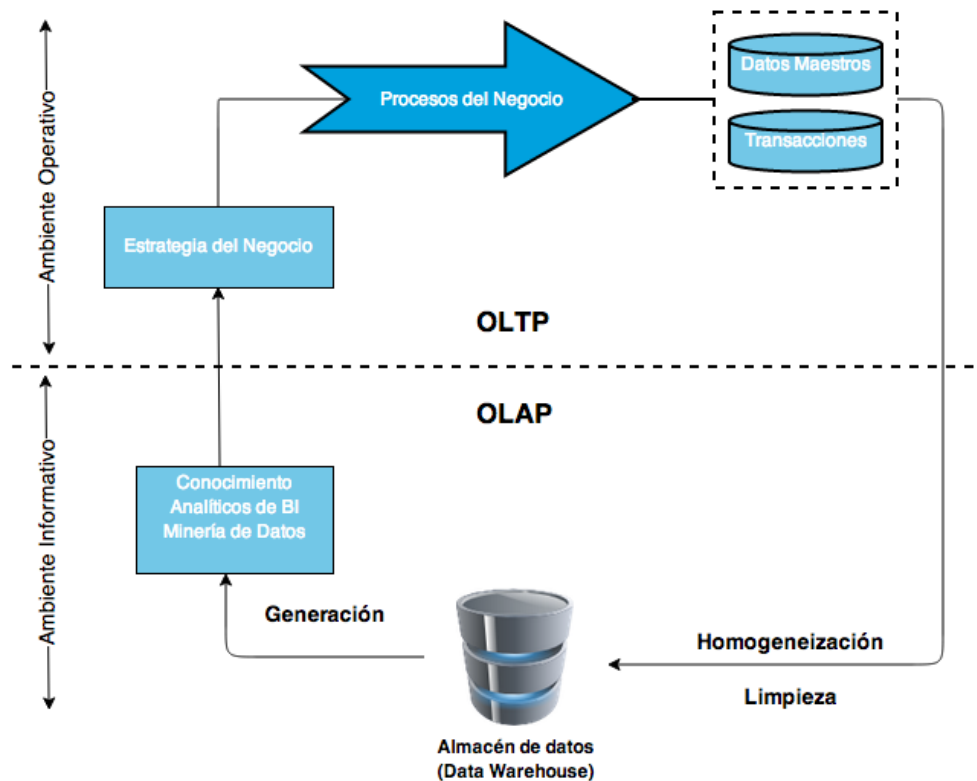 Ambiente Operativo
Procesos del Negocio
Datos Maestros
Transacciones
Estrategia del Negocio
OLTP
OLAP
Ambiente Informativo
Conocimiento
Analíticos de BI
Minería de Datos
Generación
Homogeneización
Limpieza
Almacén de datos
(Data Warehouse)